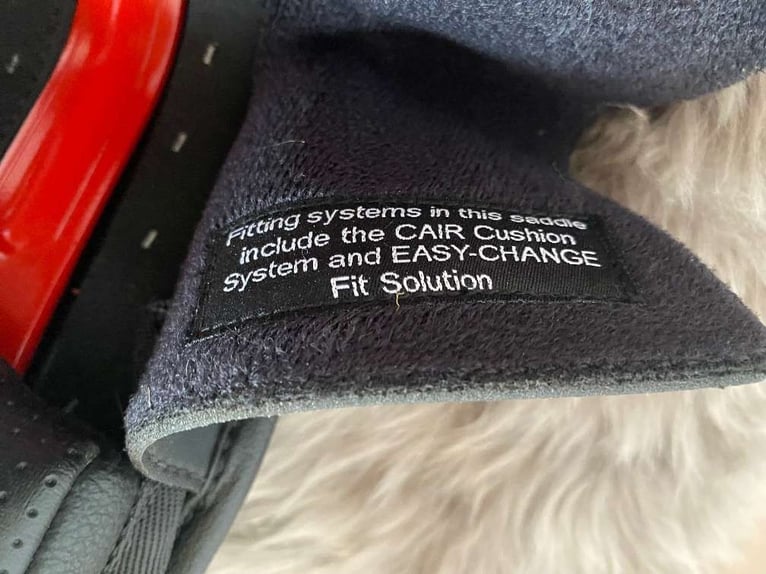 Fitting systems in this saddle
include the CAIR Cushion
System and EASY-CHANGE
Fit Solution